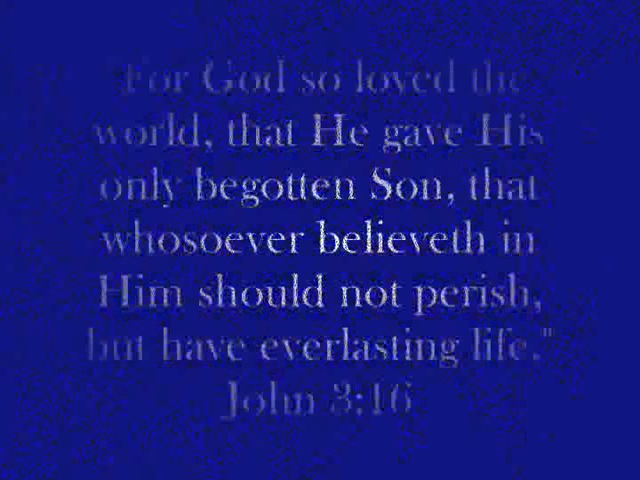 "For God so loved the
world, that He gave His
only begotten Son, that
whosoever believeth in
Him should not perish,
but have everlasting life."
John 3:16